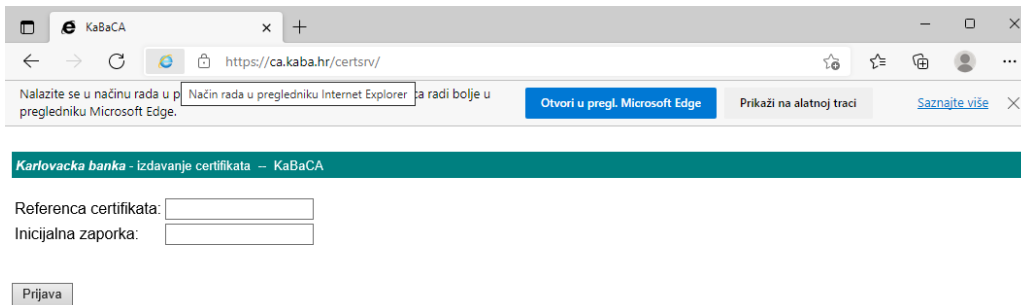 KaBaCA
https://ca.kaba.hr/certsrv/
Nalazite se u načinu rada u p
Način rada u pregledniku Internet Explorer
radi bolje u
pregledniku Microsoft Edge.
Otvori u pregl. Microsoft Edge
Prikaži na alatnoj traci
Saznajte više
Karlovacka banka - izdavanje certifikata -- KaBaCA
Referenca certifikata:
Inicijalna zaporka:
Prijava